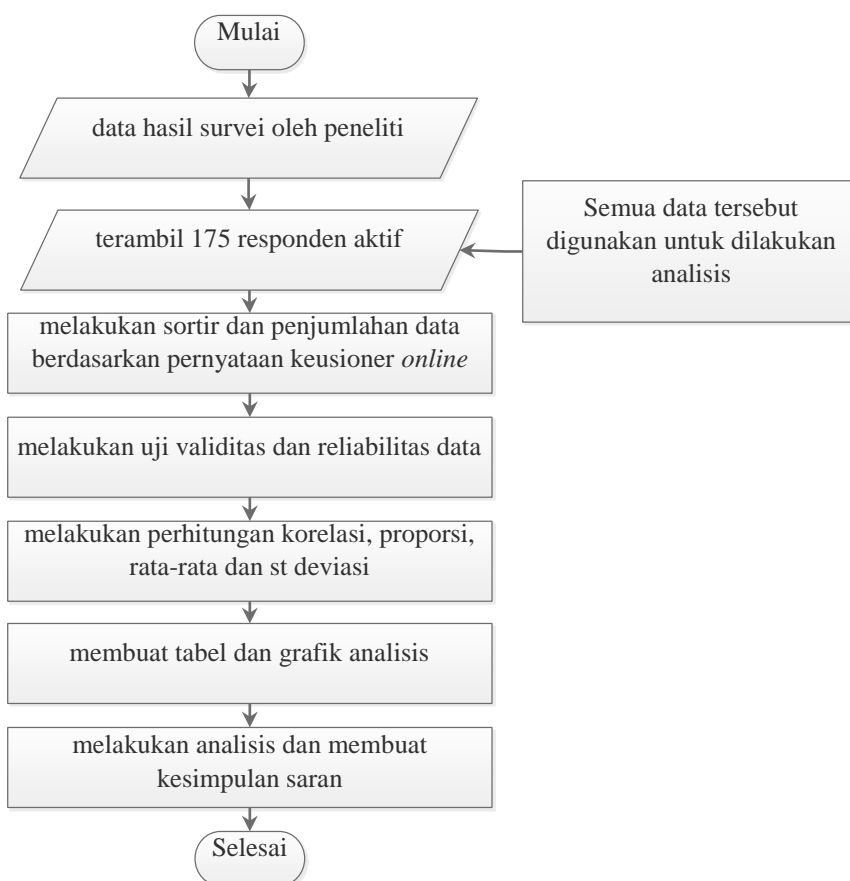 Mulai
data hasil survei oleh peneliti
terambil 175 responden aktif
Semua data tersebut
digunakan untuk dilakukan
analisis
melakukan sortir dan penjumlahan data
berdasarkan pernyataan keusioner online
melakukan uji validitas dan reliabilitas data
melakukan perhitungan korelasi, proporsi,
rata-rata dan st deviasi
membuat tabel dan grafik analisis
melakukan analisis dan membuat
kesimpulan saran
Selesai